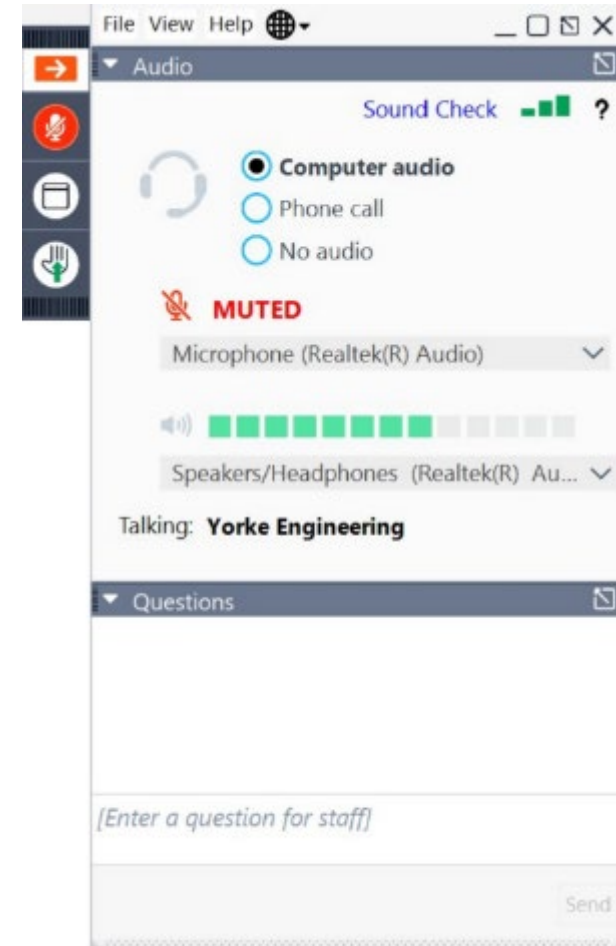 File View Help
Audio
Sound Check ?
Computer audio
Phone call
No audio
MUTED
Microphone (Realtek(R) Audio)
Speakers/Headphones (Realtek(R) Au...
Talking: Yorke Engineering
Questions
[Enter a question for staff]
Send